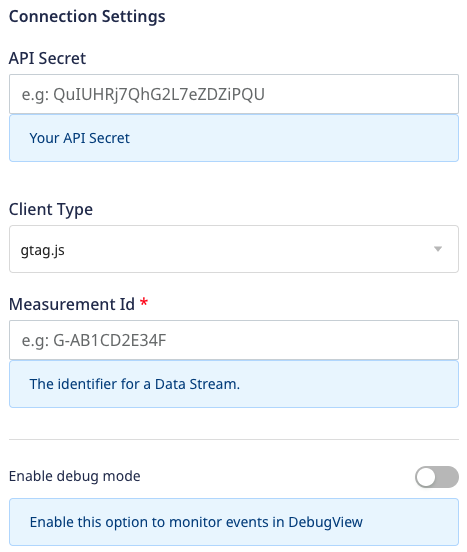 Connection Settings
API Secret
e.g: QuIUHRj7QhG2L7eZDZiPQU
Your API Secret
Client Type
gtag.js
Measurement Id *
e.g: G-AB1CD2E34F
The identifier for a Data Stream.
Enable debug mode
Enable this option to monitor events in DebugView